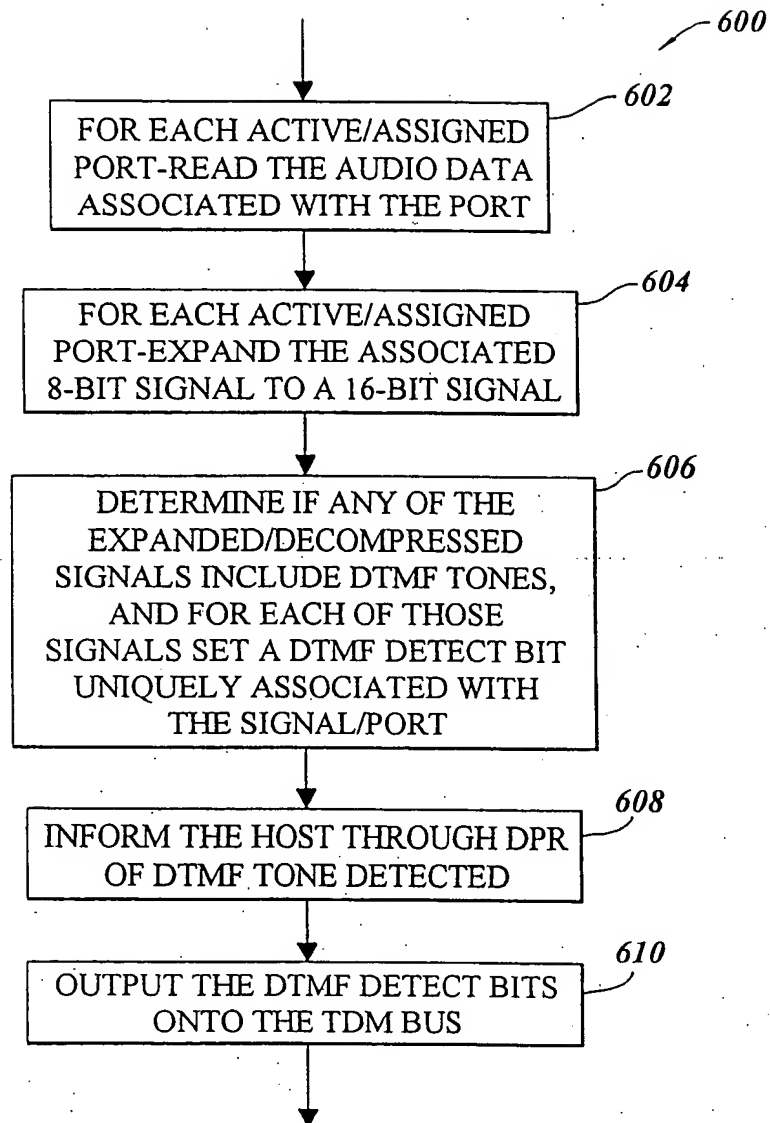 600
602
FOR EACH ACTIVE/ASSIGNED
PORT-READ THE AUDIO DATA
ASSOCIATED WITH THE PORT
604
FOR EACH ACTIVE/ASSIGNED
PORT-EXPAND THE ASSOCIATED
8-BIT SIGNAL TO A 16-BIT SIGNAL
606
DETERMINE IF ANY OF THE
EXPANDED/DECOMPRESSED
SIGNALS INCLUDE DTMF TONES,
AND FOR EACH OF THOSE
SIGNALS SET A DTMF DETECT BIT
UNIQUELY ASSOCIATED WITH
THE SIGNAL/PORT
608
INFORM THE HOST THROUGH DPR
OF DTMF TONE DETECTED
610
OUTPUT THE DTMF DETECT BITS
ONTO THE TDM BUS